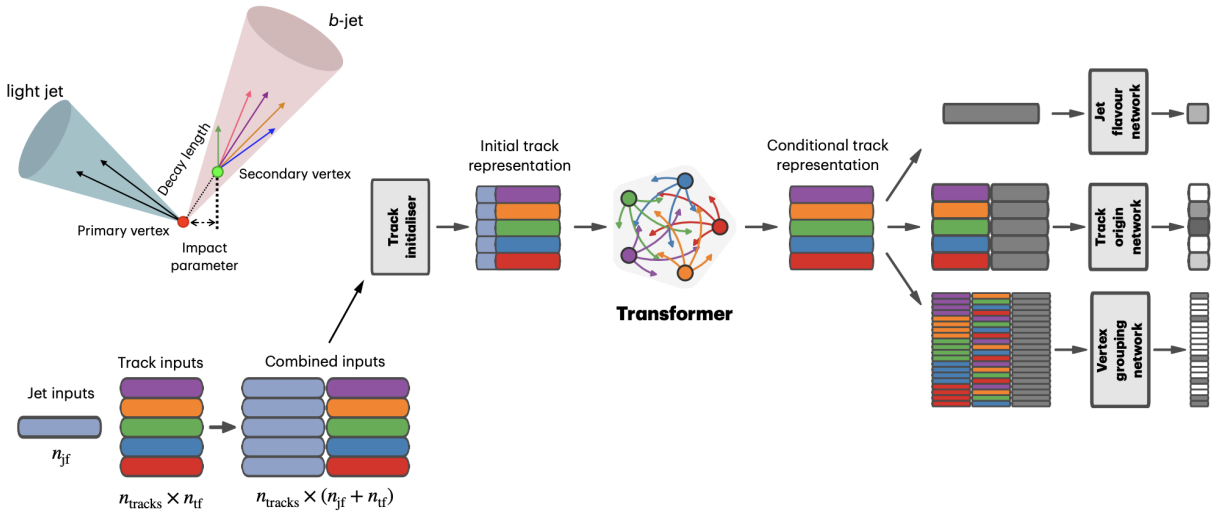 b-jet
light jet
Decay length
Secondary vertex
Primary vertex
Impact
parameter
Jet inputs
n_jf
Track inputs
n_tracks × n_tf
Combined inputs
n_tracks × (n_jf + n_tf)
Track
initialiser
Initial track
representation
Transformer
Conditional track
representation
Jet
flavour
network
Track
origin
network
Vertex
grouping
network